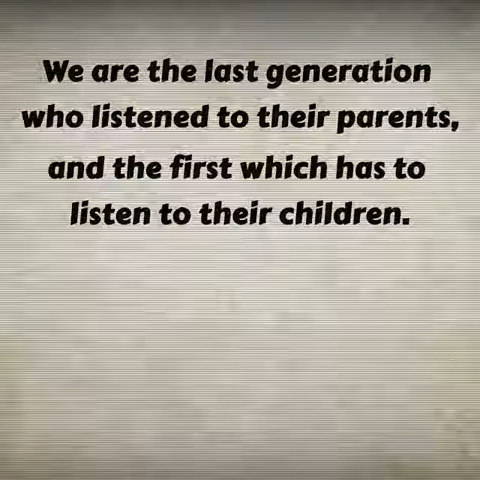 We are the last generation
who listened to their parents,
and the first which has to
listen to their children.